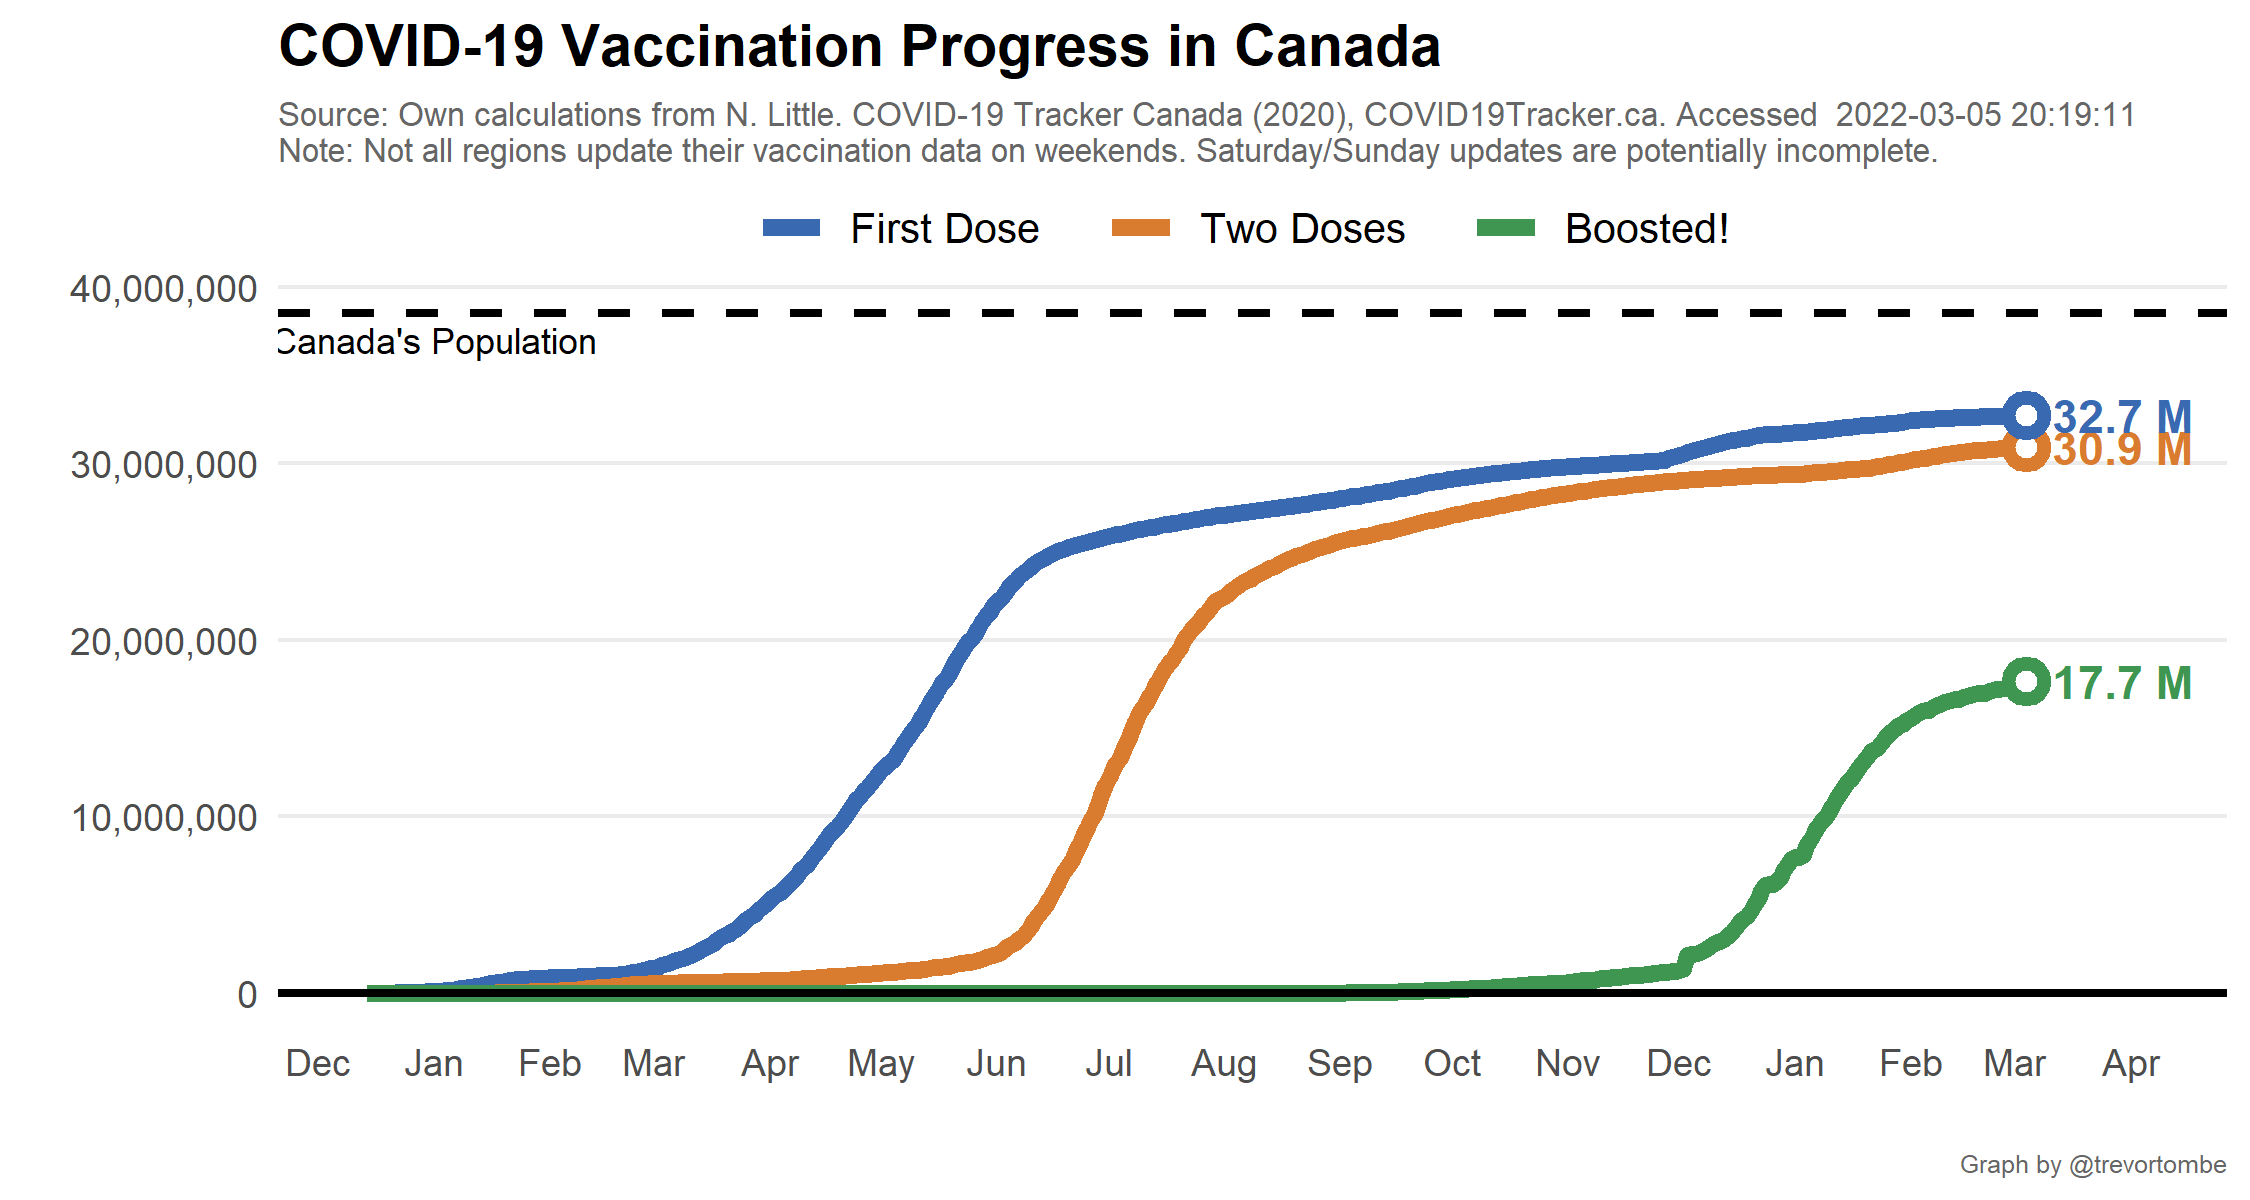 COVID-19 Vaccination Progress in Canada
Source: Own calculations from N. Little. COVID-19 Tracker Canada (2020), COVID19Tracker.ca. Accessed  2022-03-05 20:19:11
Note: Not all regions update their vaccination data on weekends. Saturday/Sunday updates are potentially incomplete.
First Dose Two Doses Boosted!
40,000,000
Canada's Population
32.7 M
30.9 M
30,000,000
20,000,000
17.7 M
10,000,000
0
Dec Jan Feb Mar Apr May Jun Jul Aug Sep Oct Nov Dec Jan Feb Mar Apr
Graph by @trevortombe